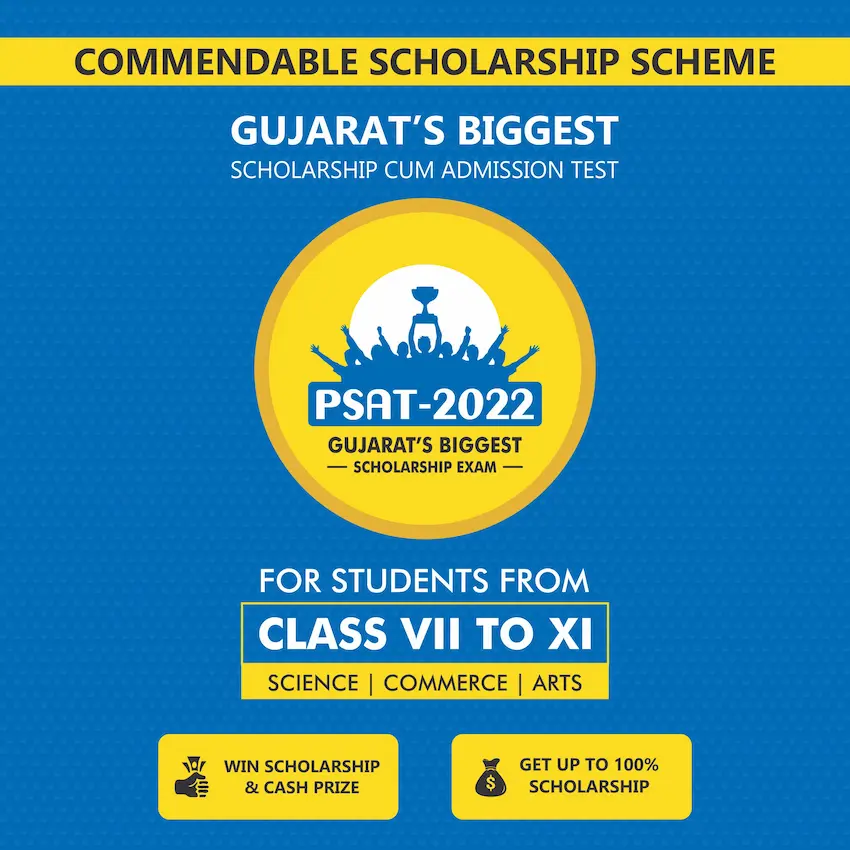 COMMENDABLE SCHOLARSHIP SCHEME
GUJARAT'S BIGGEST
SCHOLARSHIP CUM ADMISSION TEST
PSAT-2022
GUJARAT'S BIGGEST
SCHOLARSHIP EXAM
FOR STUDENTS FROM
CLASS VII TO XI
SCIENCE | COMMERCE | ARTS
WIN SCHOLARSHIP
& CASH PRIZE
$
GET UP TO 100%
SCHOLARSHIP